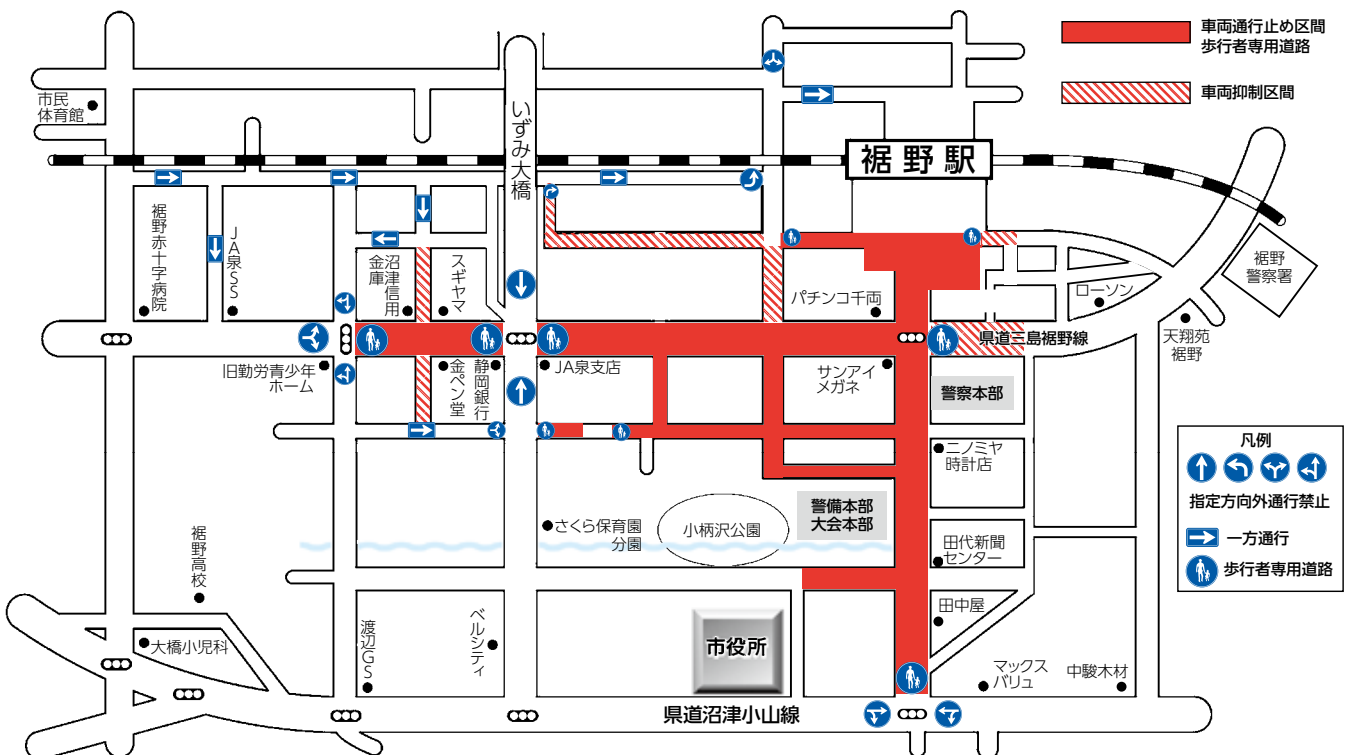 車両通行止め区間
歩行者専用道路
車両抑制区間
市民
体育館
いずみ大橋
裾野駅
裾野赤十字病院
JA泉SS
沼津信用
金庫
スギヤマ
パチンコ千両
ローソン
裾野
警察署
天翔苑
裾野
県道三島裾野線
旧勤労青少年
ホーム
金ペン堂
静岡銀行
JA泉支店
サンアイ
メガネ
警察本部
ニノミヤ
時計店
凡例
指定方向外通行禁止
一方通行
歩行者専用道路
警備本部
大会本部
さくら保育園
分園
小柄沢公園
田代新聞
センター
裾野高校
田中屋
大橋小児科
渡辺GS
ベルシティ
市役所
マックス
バリュ
中駿木材
県道沼津小山線